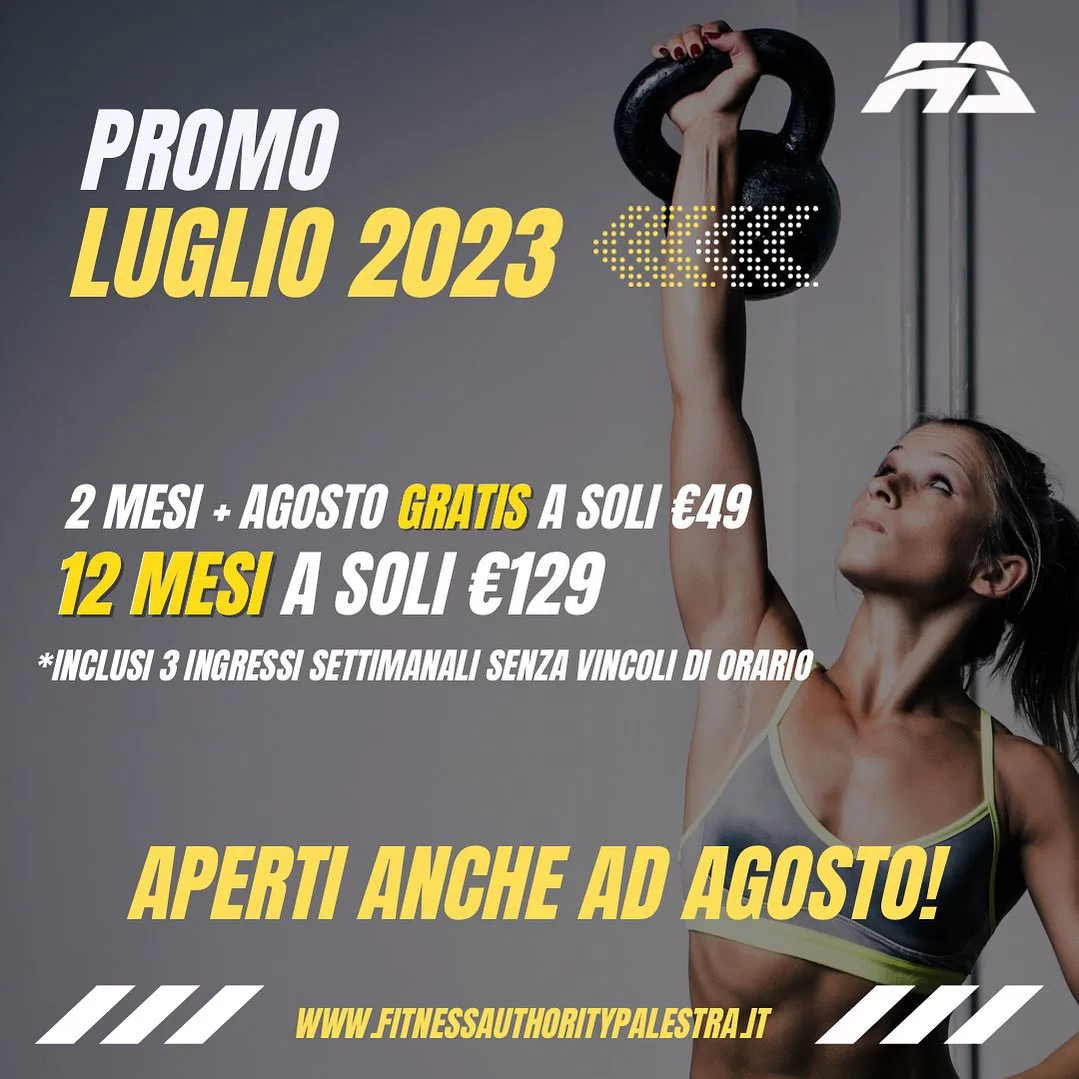 FA
PROMO
LUGLIO 2023
2 MESI + AGOSTO GRATIS A SOLI €49
12 MESI A SOLI €129
*INCLUSI 3 INGRESSI SETTIMANALI SENZA VINCOLI DI ORARIO
APERTI ANCHE AD AGOSTO!
WWW.FITNESSAUTHORITYPALESTRA.IT